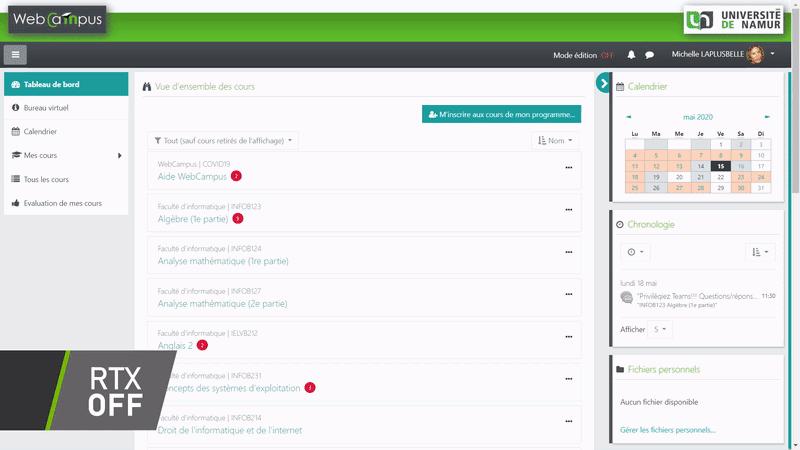 WebCampus
UNIVERSITÉ
DE NAMUR
Mode édition OFF
Michelle LAPLUSBELLE
Tableau de bord
Bureau virtuel
Calendrier
Mes cours
Tous les cours
Evaluation de mes cours
Vue d'ensemble des cours
M'inscrire aux cours de mon programme...
Tout (sauf cours retirés de l'affichage)
Nom
WebCampus | COVID19
Aide WebCampus 2
Faculté d'informatique | INFOB123
Algèbre (1e partie)
Faculté d'informatique | INFOB124
Analyse mathématique (1re partie)
Faculté d'informatique | INFOB127
Analyse mathématique (2e partie)
Faculté d'informatique | IELVB212
Anglais 2 2
Faculté d'informatique | INFOB231
Concepts des systèmes d'exploitation
Faculté d'informatique | INFOB214
Droit de l'informatique et de l'internet
Calendrier
◄ mai 2020 ►
Lu Ma Me Je Ve Sa Di
1 2 3
4 5 6 7 8 9 10
11 12 13 14 15 16 17
18 19 20 21 22 23 24
25 26 27 28 29 30 31
Chronologie
lundi 18 mai
"Privilégiez Teams!!! Questions/répons... 11:30
"INFOB123 Algèbre (1e partie)"
Afficher 5
Fichiers personnels
Aucun fichier disponible
Gérer les fichiers personnels...
RTX
OFF